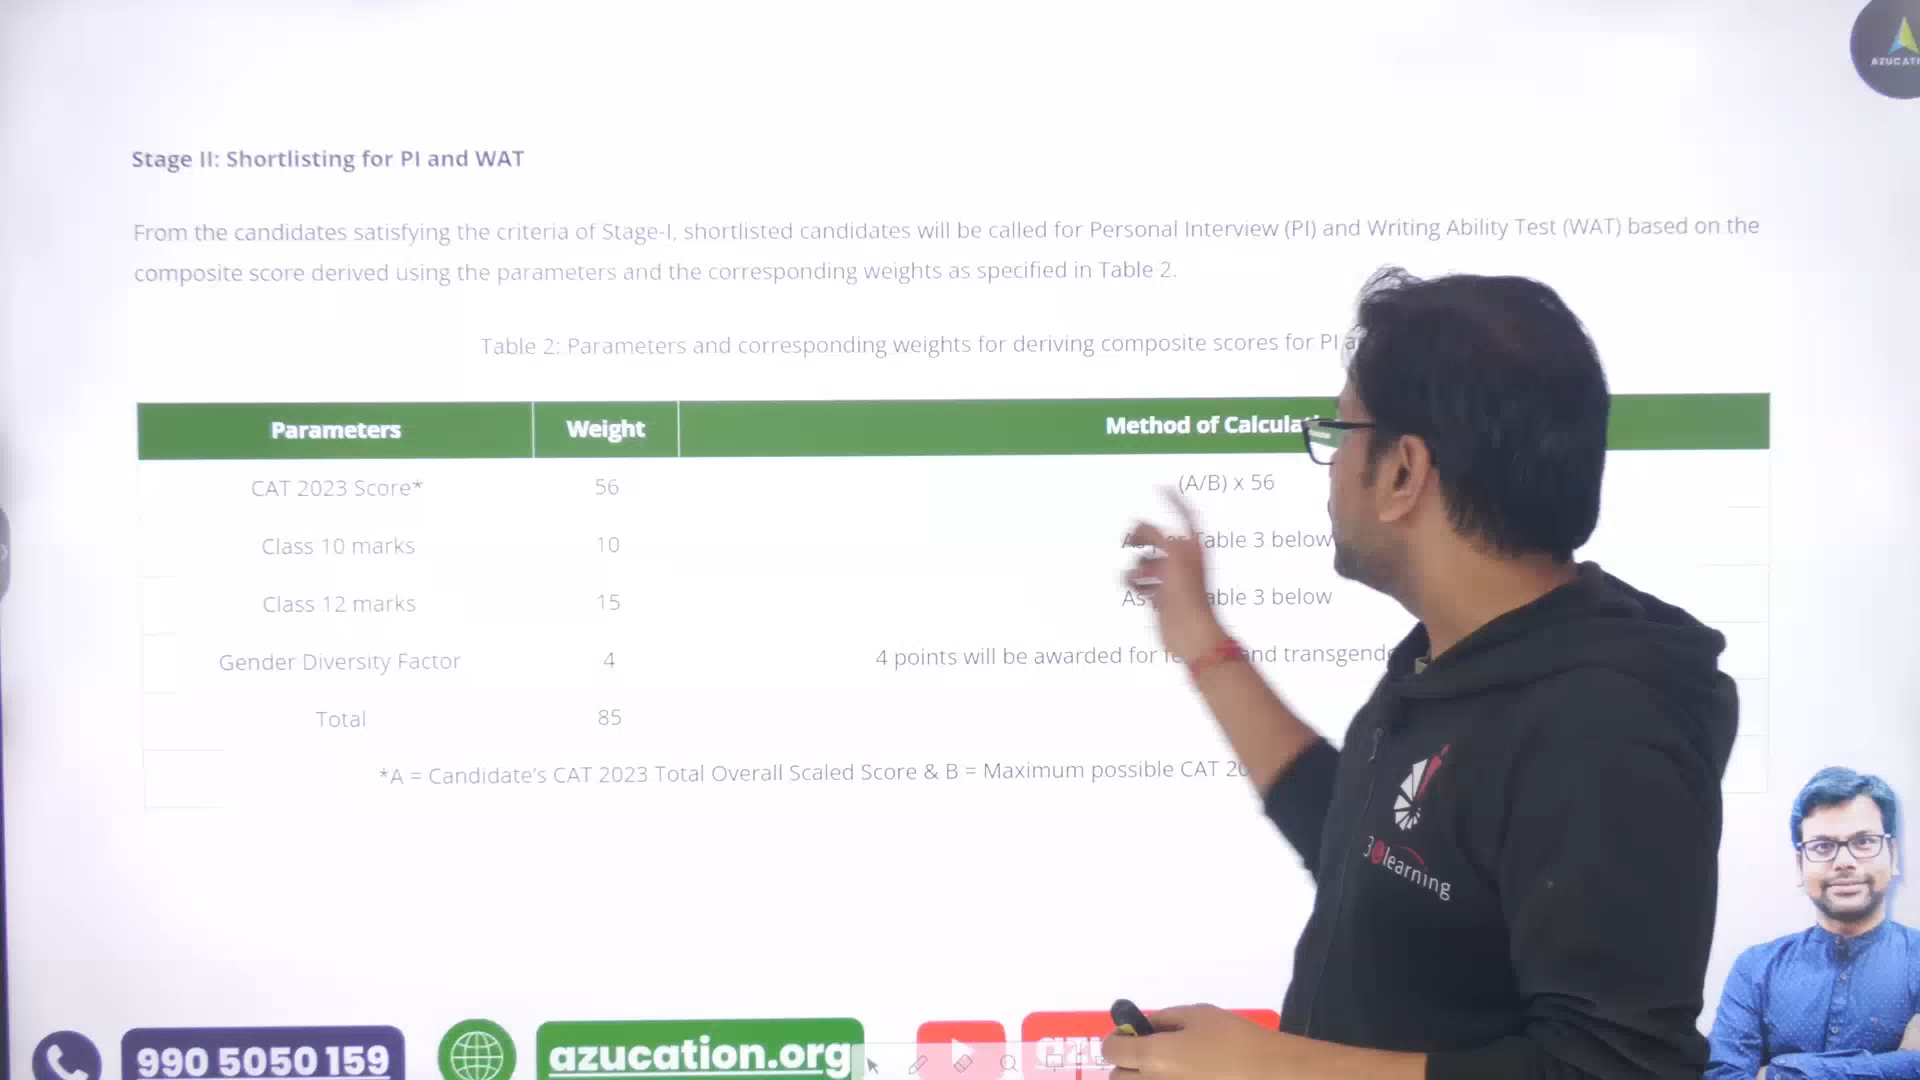 AZUCATI
Stage II: Shortlisting for PI and WAT
From the candidates satisfying the criteria of Stage-I, shortlisted candidates will be called for Personal Interview (PI) and Writing Ability Test (WAT) based on the
composite score derived using the parameters and the corresponding weights as specified in Table 2.
Table 2: Parameters and corresponding weights for deriving composite scores for PI
Parameters Weight Method of
CAT 2023 Score* 56 (A/B) x 56
Class 10 marks 10 Table 3 below
Class 12 marks 15 As below
Gender Diversity Factor 4 4 points will be awarded for and
Total 85
*A = Candidate's CAT 2023 Total Overall Scaled Score & B = Maximum possible CAT
3 learning
990 5050 159 azucation.org